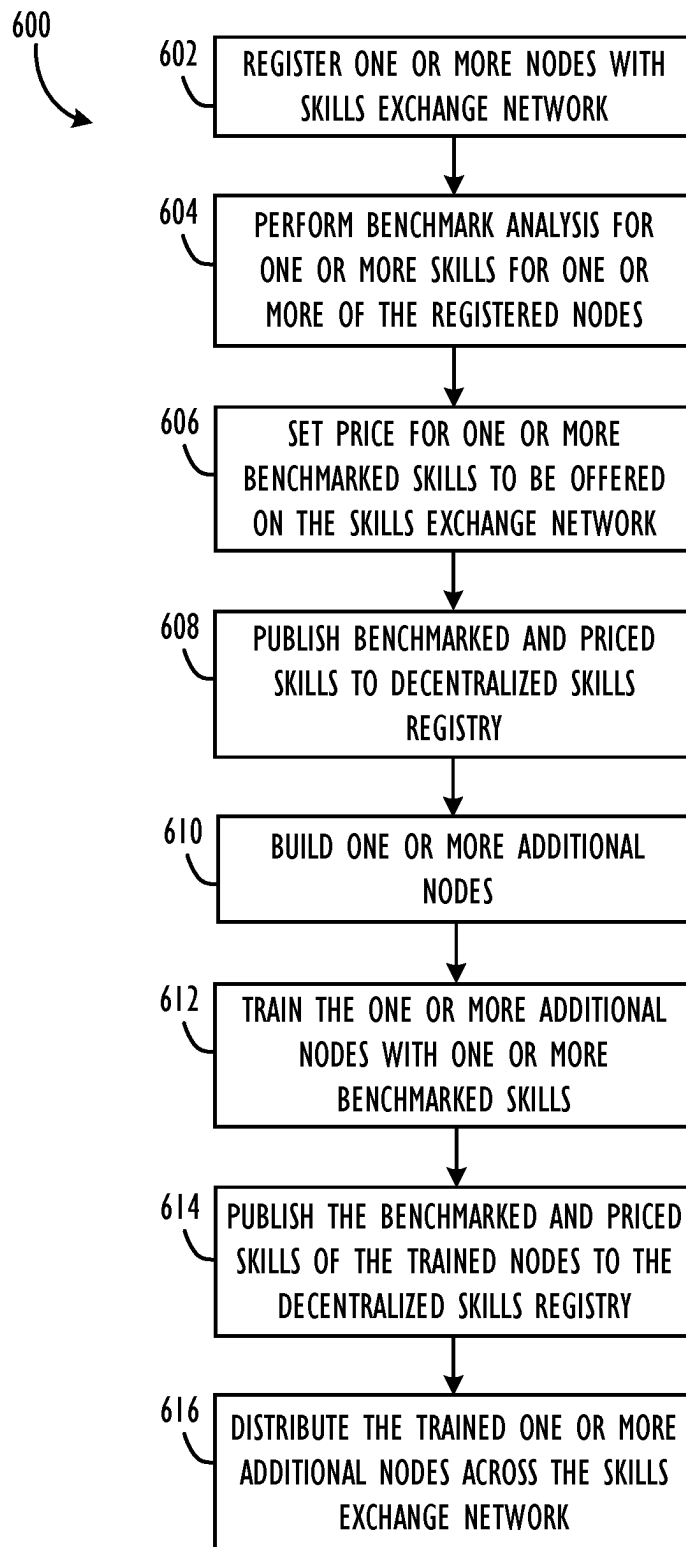 600
602
REGISTER ONE OR MORE NODES WITH
SKILLS EXCHANGE NETWORK
604
PERFORM BENCHMARK ANALYSIS FOR
ONE OR MORE SKILLS FOR ONE OR
MORE OF THE REGISTERED NODES
606
SET PRICE FOR ONE OR MORE
BENCHMARKED SKILLS TO BE OFFERED
ON THE SKILLS EXCHANGE NETWORK
608
PUBLISH BENCHMARKED AND PRICED
SKILLS TO DECENTRALIZED SKILLS
REGISTRY
610
BUILD ONE OR MORE ADDITIONAL
NODES
612
TRAIN THE ONE OR MORE ADDITIONAL
NODES WITH ONE OR MORE
BENCHMARKED SKILLS
614
PUBLISH THE BENCHMARKED AND PRICED
SKILLS OF THE TRAINED NODES TO THE
DECENTRALIZED SKILLS REGISTRY
616
DISTRIBUTE THE TRAINED ONE OR MORE
ADDITIONAL NODES ACROSS THE SKILLS
EXCHANGE NETWORK